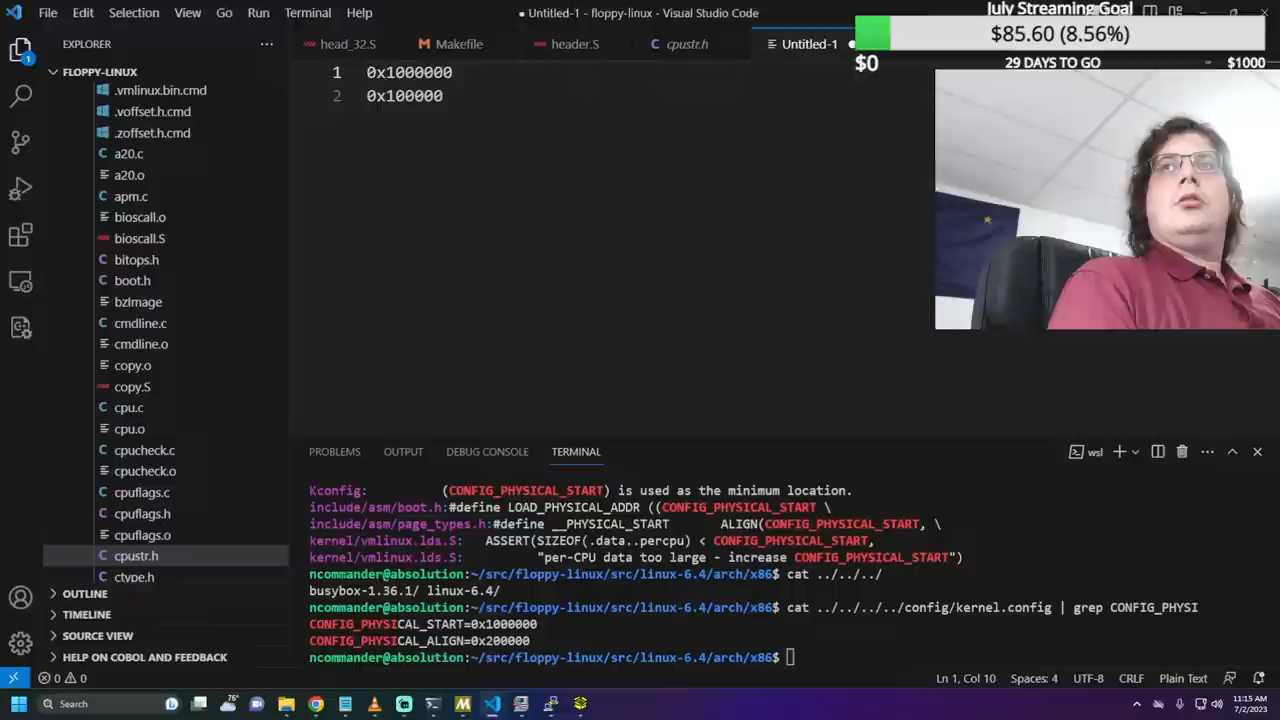 File Edit Selection View Go Run Terminal Help
● Untitled-1 - floppy-linux - Visual Studio Code
July Streaming Goal
$85.60 (8.56%)
$0 29 DAYS TO GO $1000
EXPLORER
head_32.S Makefile header.S cpustr.h Untitled-1
FLOPPY-LINUX
.vmlinux.bin.cmd
.voffset.h.cmd
.zoffset.h.cmd
a20.c
a20.o
apm.c
bioscall.o
bioscall.S
bitops.h
boot.h
bzImage
cmdline.c
cmdline.o
copy.o
copy.S
cpu.c
cpu.o
cpucheck.c
cpucheck.o
cpuflags.c
cpuflags.h
cpuflags.o
cpustr.h
ctype.h
OUTLINE
TIMELINE
SOURCE VIEW
HELP ON COBOL AND FEEDBACK
1 0x1000000
2 0x100000
PROBLEMS OUTPUT DEBUG CONSOLE TERMINAL
wsl
Kconfig: (CONFIG_PHYSICAL_START) is used as the minimum location.
include/asm/boot.h:#define LOAD_PHYSICAL_ADDR ((CONFIG_PHYSICAL_START \
include/asm/page_types.h:#define __PHYSICAL_START ALIGN(CONFIG_PHYSICAL_START, \
kernel/vmlinux.lds.S: ASSERT(SIZEOF(.data..percpu) < CONFIG_PHYSICAL_START,
kernel/vmlinux.lds.S: "per-CPU data too large - increase CONFIG_PHYSICAL_START")
ncommander@absolution:~/src/floppy-linux/src/linux-6.4/arch/x86$ cat ../../../
busybox-1.36.1/ linux-6.4/
ncommander@absolution:~/src/floppy-linux/src/linux-6.4/arch/x86$ cat ../../../../config/kernel.config | grep CONFIG_PHYSI
CONFIG_PHYSICAL_START=0x1000000
CONFIG_PHYSICAL_ALIGN=0x200000
ncommander@absolution:~/src/floppy-linux/src/linux-6.4/arch/x86$
0 0 Ln 1, Col 10 Spaces: 4 UTF-8 CRLF Plain Text
Search
76°
11:15 AM
7/2/2023